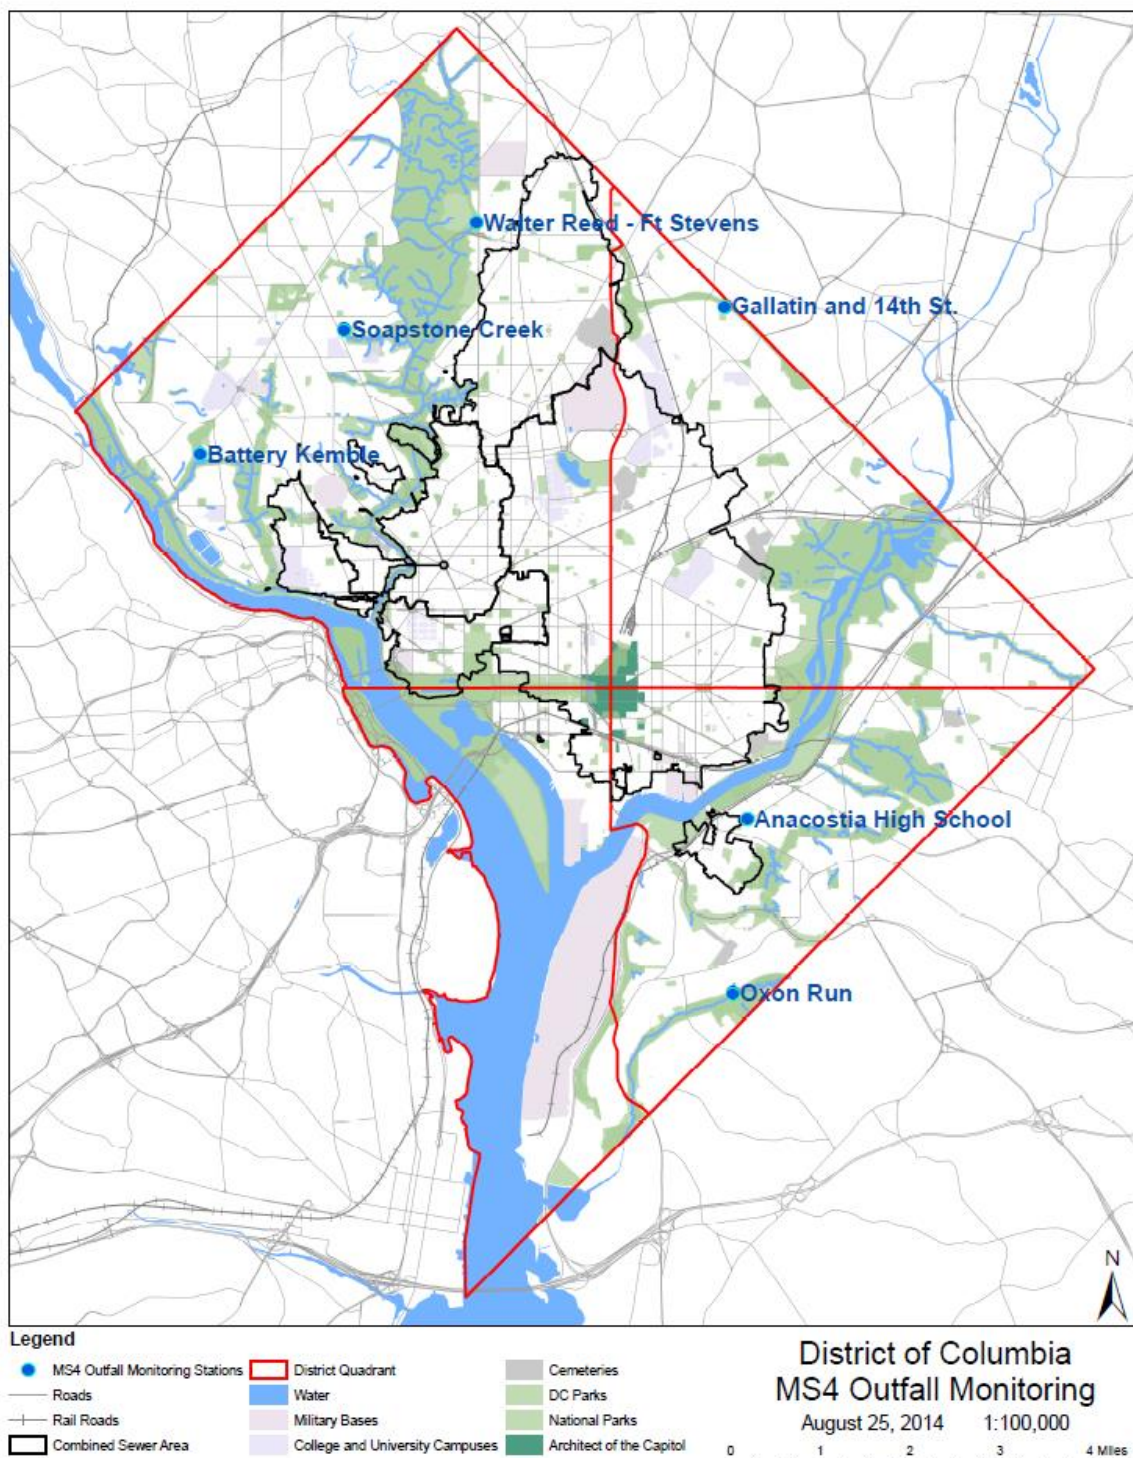 Walter Reed - Ft Stevens
Gallatin and 14th St.
Soapstone Creek
Battery Kemble
Anacostia High School
Oxon Run
N
Legend
MS4 Outfall Monitoring Stations
Roads
Rail Roads
Combined Sewer Area
District Quadrant
Water
Military Bases
College and University Campuses
Cemeteries
DC Parks
National Parks
Architect of the Capitol
District of Columbia
MS4 Outfall Monitoring
August 25, 2014 1:100,000
0 1 2 3 4 Miles